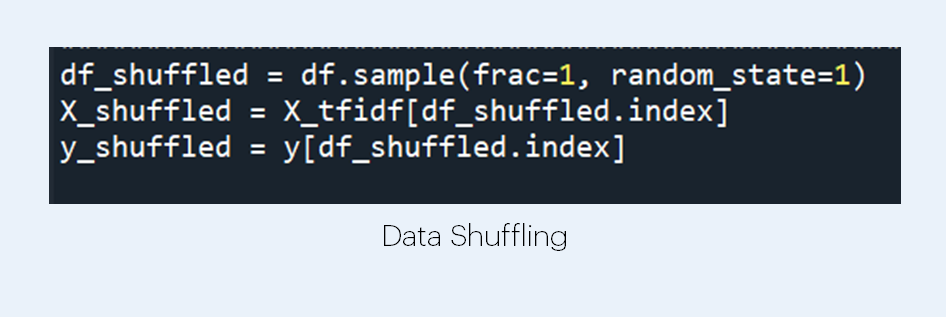 df_shuffled = df.sample(frac=1, random_state=1)
X_shuffled = X_tfidf[df_shuffled.index]
y_shuffled = y[df_shuffled.index]
Data Shuffling